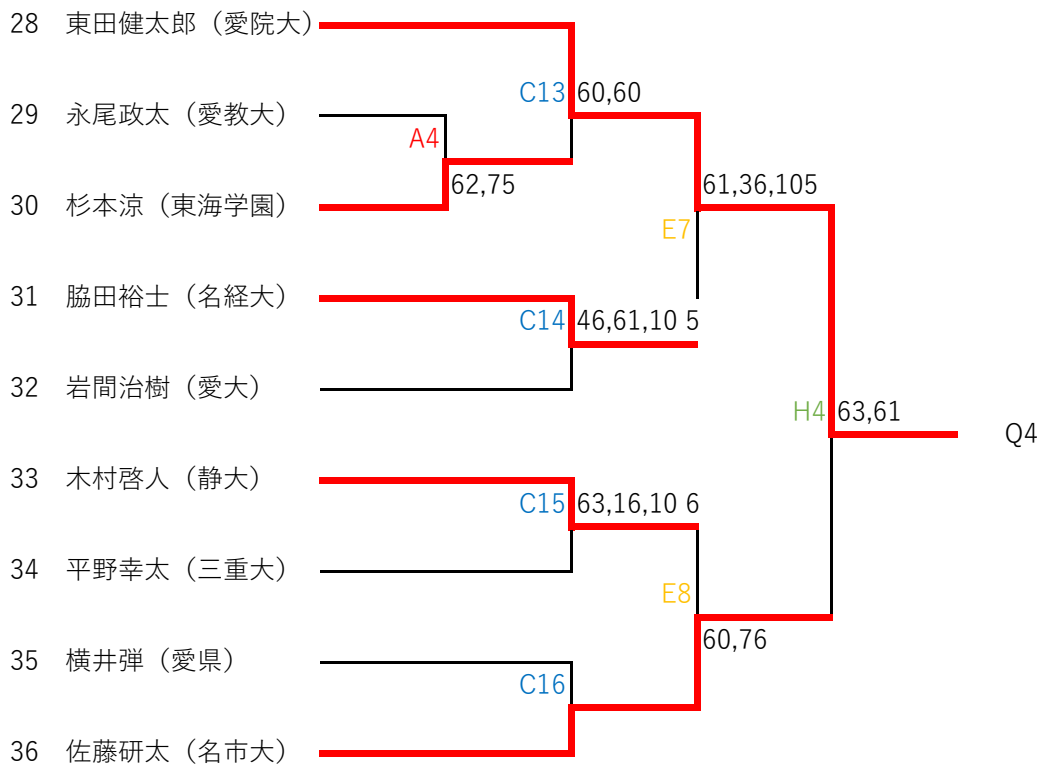 28 東田健太郎（愛院大）
C13 60,60
29 永尾政太（愛教大）
A4
62,75
61,36,105
30 杉本涼（東海学園）
E7
31 脇田裕士（名経大）
C14 46,61,10 5
32 岩間治樹（愛大）
H4 63,61
Q4
33 木村啓人（静大）
C15 63,16,10 6
34 平野幸太（三重大）
E8
60,76
35 横井弾（愛県）
C16
36 佐藤研太（名市大）